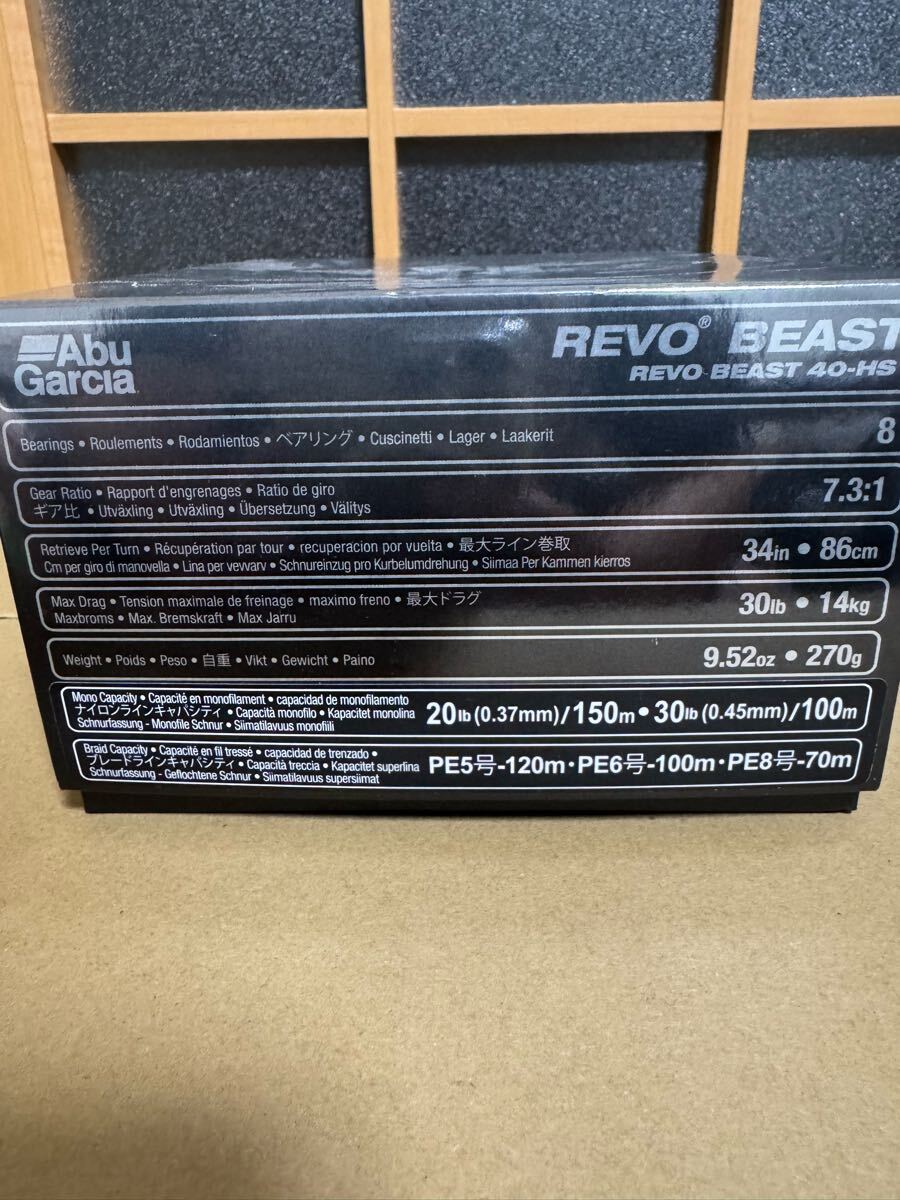 Abu
Garcia
REVO® BEAST
REVO BEAST 40-HS
Bearings • Roulements • Rodamientos • ベアリング • Cuscinetti • Lager • Laakerit 8
Gear Ratio • Rapport d'engrenages • Ratio de giro 7.3:1
ギア比 • Utväxling • Utväxling • Übersetzung • Välitys
Retrieve Per Turn • Récupération par tour • recuperacion por vuelta • 最大ライン巻取 34in • 86cm
Cm per giro di manovella • Lina per vevvarv • Schnureinzug pro Kurbelumdrehung • Siimaa Per Kammen kierros
Max Drag • Tension maximale de freinage • maximo freno • 最大ドラグ 30lb • 14kg
Maxbroms • Max. Bremskraft • Max Jarru
Weight • Poids • Peso • 自重 • Vikt • Gewicht • Paino 9.52oz • 270g
Mono Capacity • Capacité en monofilament • capacidad de monofilamento
ナイロンラインキャパシティ • Capacità monofilo • Kapacitet monolina 20lb (0.37mm)/150m • 30lb (0.45mm)/100m
Schnurfassung - Monofile Schnur • Siimatilavuus monofiili
Braid Capacity • Capacité en fil tressé • capacidad de trenzado •
ブレードラインキャパシティ • Capacità treccia • Kapacitet superlina PE5号-120m・PE6号-100m・PE8号-70m
Schnurfassung - Geflochtene Schnur • Siimatilavuus supersiimat